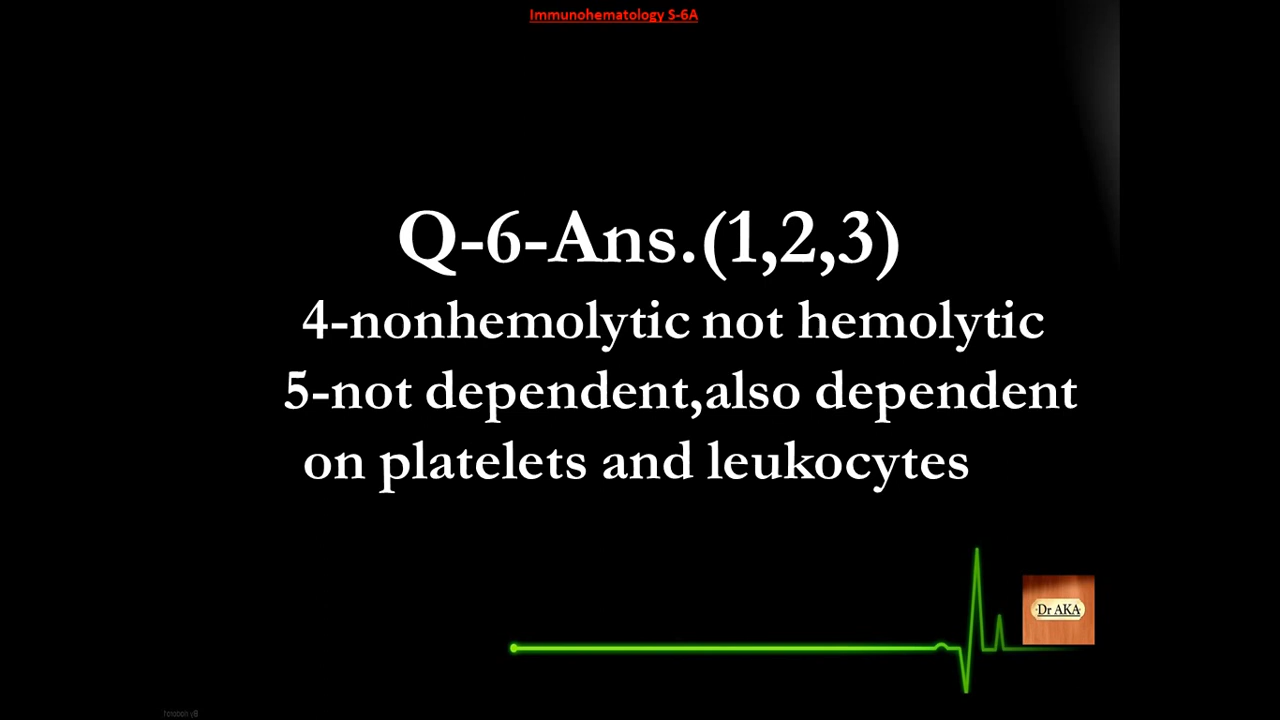 Immunohematology S-6A
Q-6-Ans.(1,2,3)
4-nonhemolytic not hemolytic
5-not dependent,also dependent
on platelets and leukocytes
Dr AKA